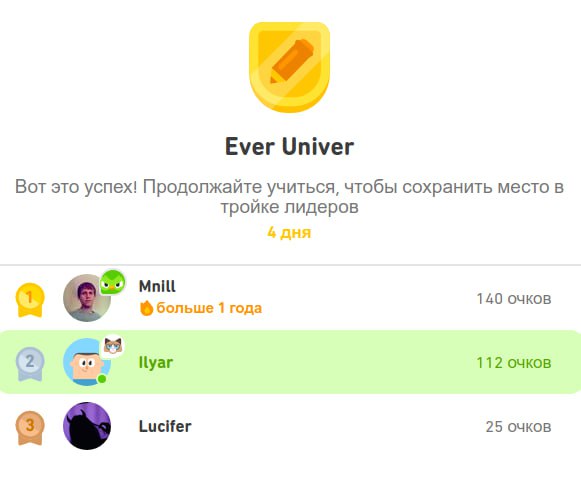 Ever Univer
Вот это успех! Продолжайте учиться, чтобы сохранить место в
тройке лидеров
4 дня
1
Mnill
больше 1 года
140 очков
2
Ilyar
112 очков
3
Lucifer
25 очков